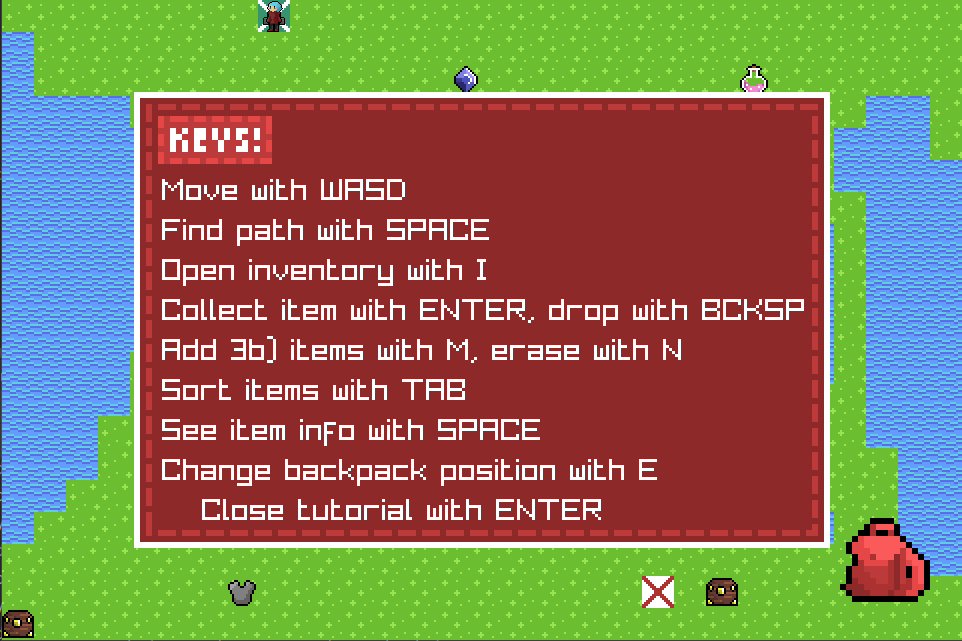 KEYS!
Move with WASD
Find path with SPACE
Open inventory with I
Collect item with ENTER, drop with BCKSP
Add 3b) items with M, erase with N
Sort items with TAB
See item info with SPACE
Change backpack position with E
Close tutorial with ENTER